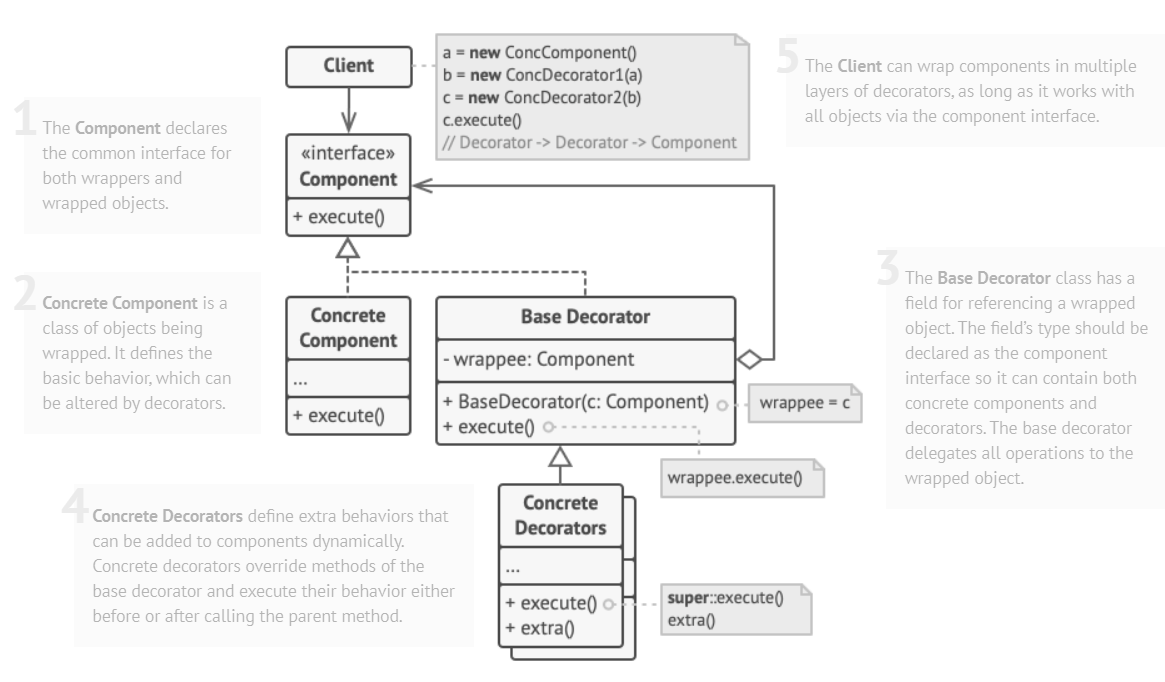 Client
a = new ConcComponent()
b = new ConcDecorator1(a)
c = new ConcDecorator2(b)
c.execute()
// Decorator -> Decorator -> Component
5
The Client can wrap components in multiple
layers of decorators, as long as it works with
all objects via the component interface.
1
The Component declares
the common interface for
both wrappers and
wrapped objects.
«interface»
Component
+ execute()
2
Concrete Component is a
class of objects being
wrapped. It defines the
basic behavior, which can
be altered by decorators.
Concrete
Component
...
+ execute()
Base Decorator
- wrappee: Component
+ BaseDecorator(c: Component)
+ execute()
wrappee = c
wrappee.execute()
3
The Base Decorator class has a
field for referencing a wrapped
object. The field's type should be
declared as the component
interface so it can contain both
concrete components and
decorators. The base decorator
delegates all operations to the
wrapped object.
4
Concrete Decorators define extra behaviors that
can be added to components dynamically.
Concrete decorators override methods of the
base decorator and execute their behavior either
before or after calling the parent method.
Concrete
Decorators
...
+ execute()
+ extra()
super::execute()
extra()